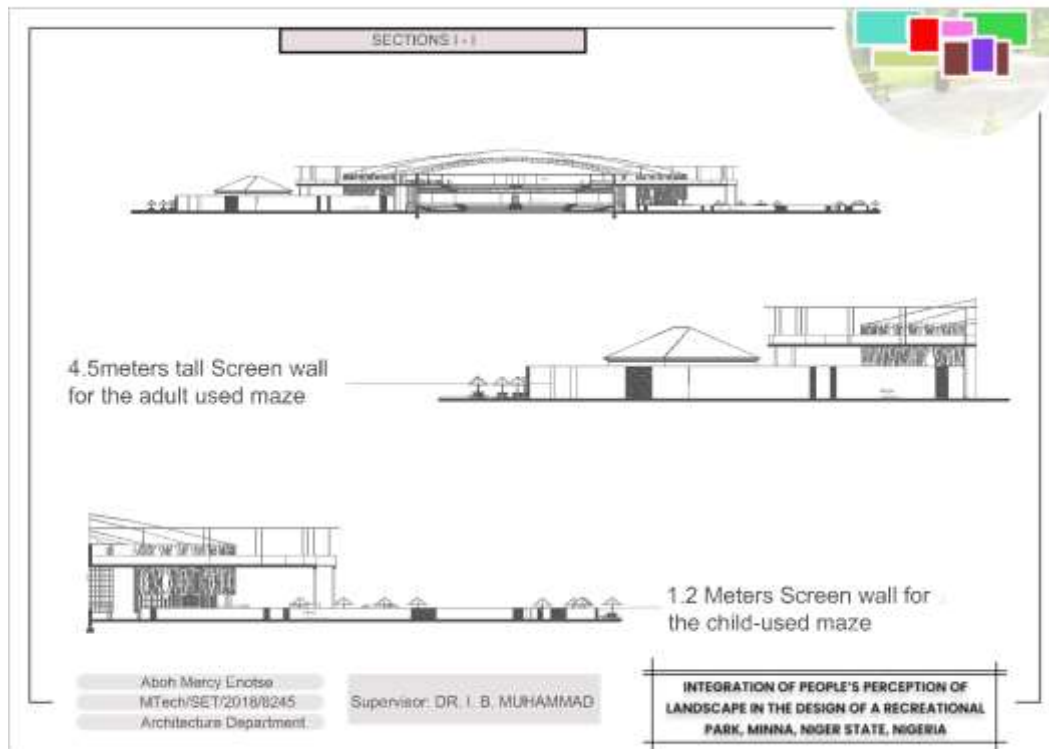 SECTIONS I - I
4.5meters tall Screen wall
for the adult used maze
1.2 Meters Screen wall for
the child-used maze
Aboh Mercy Enotse
MTech/SET/2018/8245
Architecture Department
Supervisor: DR. I. B. MUHAMMAD
INTEGRATION OF PEOPLE'S PERCEPTION OF
LANDSCAPE IN THE DESIGN OF A RECREATIONAL
PARK, MINNA, NIGER STATE, NIGERIA